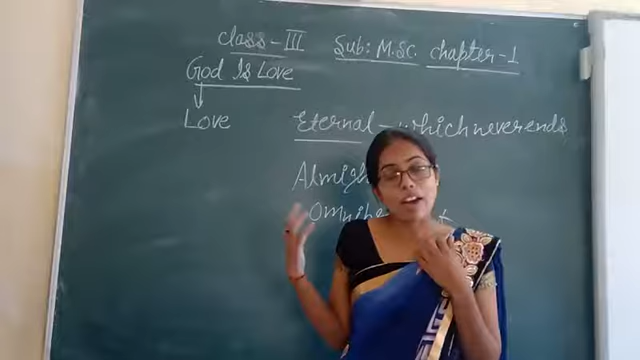 class-III Sub: M.Sc. chapter-1
God Is Love
Love
Eternal - which never ends